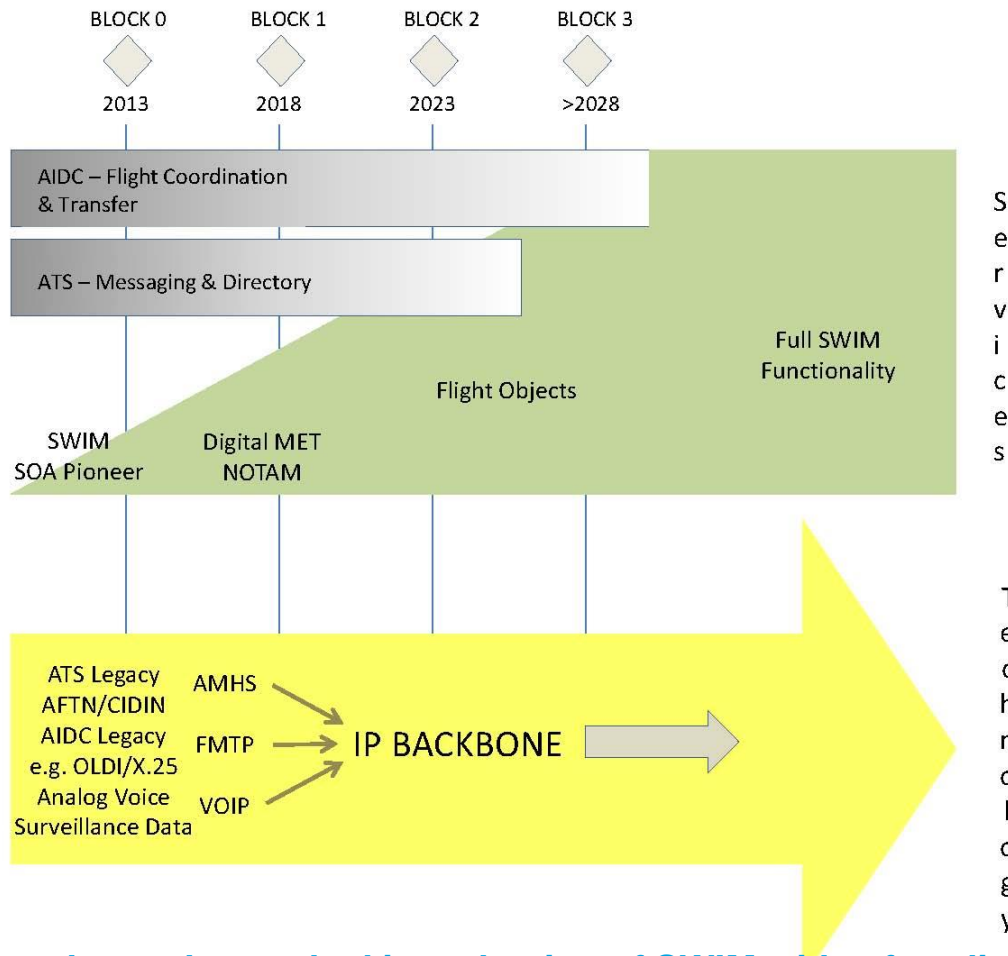 BLOCK 0 BLOCK 1 BLOCK 2 BLOCK 3
2013 2018 2023 >2028
AIDC – Flight Coordination
& Transfer
ATS – Messaging & Directory
Full SWIM
Functionality
Flight Objects
SWIM
SOA Pioneer
Digital MET
NOTAM
Services
ATS Legacy
AFTN/CIDIN
AIDC Legacy
e.g. OLDI/X.25
Analog Voice
Surveillance Data
AMHS
FMTP
VOIP
IP BACKBONE